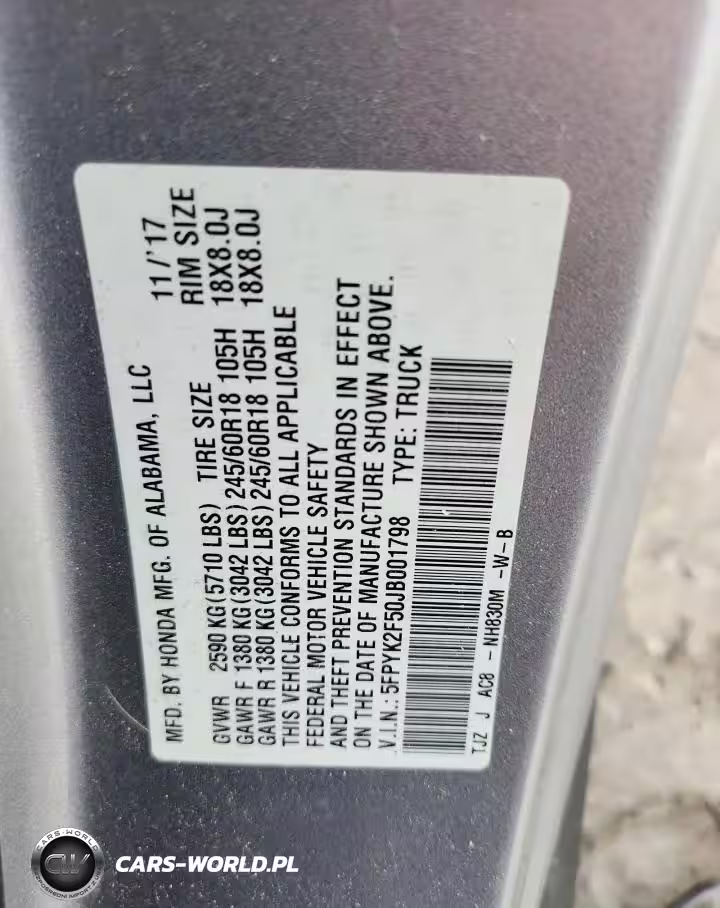 MFD. BY HONDA MFG. OF ALABAMA, LLC 11/'17
GVWR 2590 KG(5710 LBS) TIRE SIZE RIM SIZE
GAWR F 1380 KG(3042 LBS) 245/60R18 105H 18X8.0J
GAWR R 1380 KG(3042 LBS) 245/60R18 105H 18X8.0J
THIS VEHICLE CONFORMS TO ALL APPLICABLE
FEDERAL MOTOR VEHICLE SAFETY
AND THEFT PREVENTION STANDARDS IN EFFECT
ON THE DATE OF MANUFACTURE SHOWN ABOVE.
V.I.N.: 5FPYK2F50JB001798 TYPE: TRUCK
TJZ J AC8 -NH830M -W-B
CARS-WORLD
CW
CARS-WORLD.PL